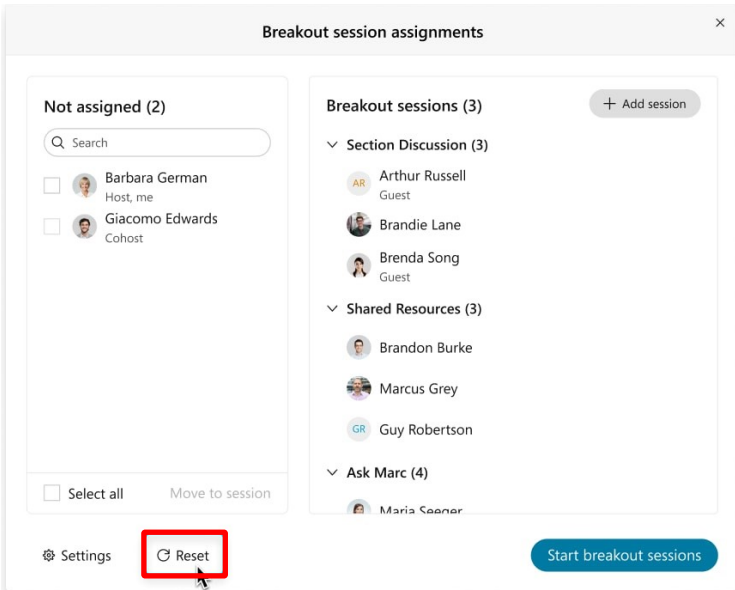 Breakout session assignments
Not assigned (2)
Search
Barbara German
Host, me
Giacomo Edwards
Cohost
Select all
Move to session
Breakout sessions (3)
+ Add session
Section Discussion (3)
AR
Arthur Russell
Guest
Brandie Lane
Brenda Song
Guest
Shared Resources (3)
Brandon Burke
Marcus Grey
GR
Guy Robertson
Ask Marc (4)
Maria Seeger
Settings
Reset
Start breakout sessions